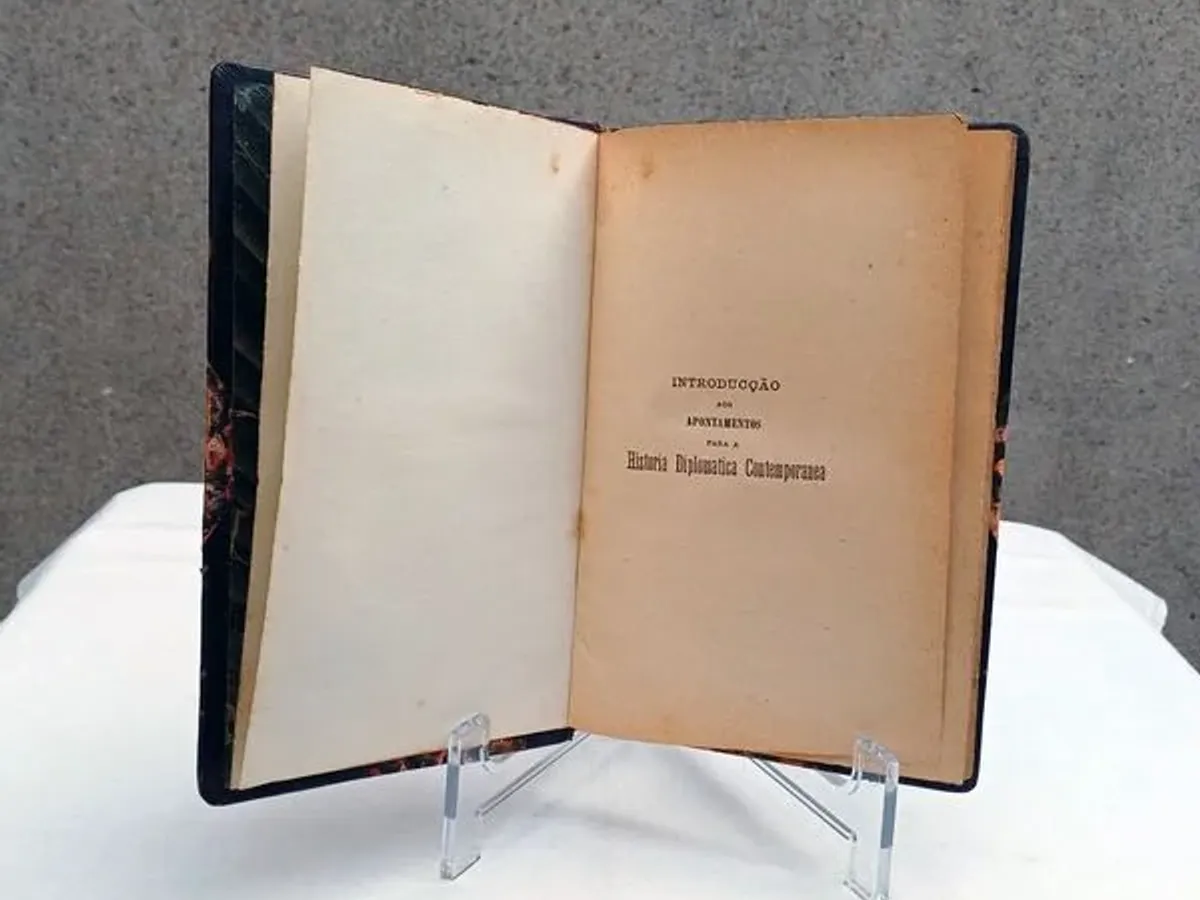 INTRODUCÇÃO
AOS
APONTAMENTOS
PARA A
Historia Diplomatica Contemporanea